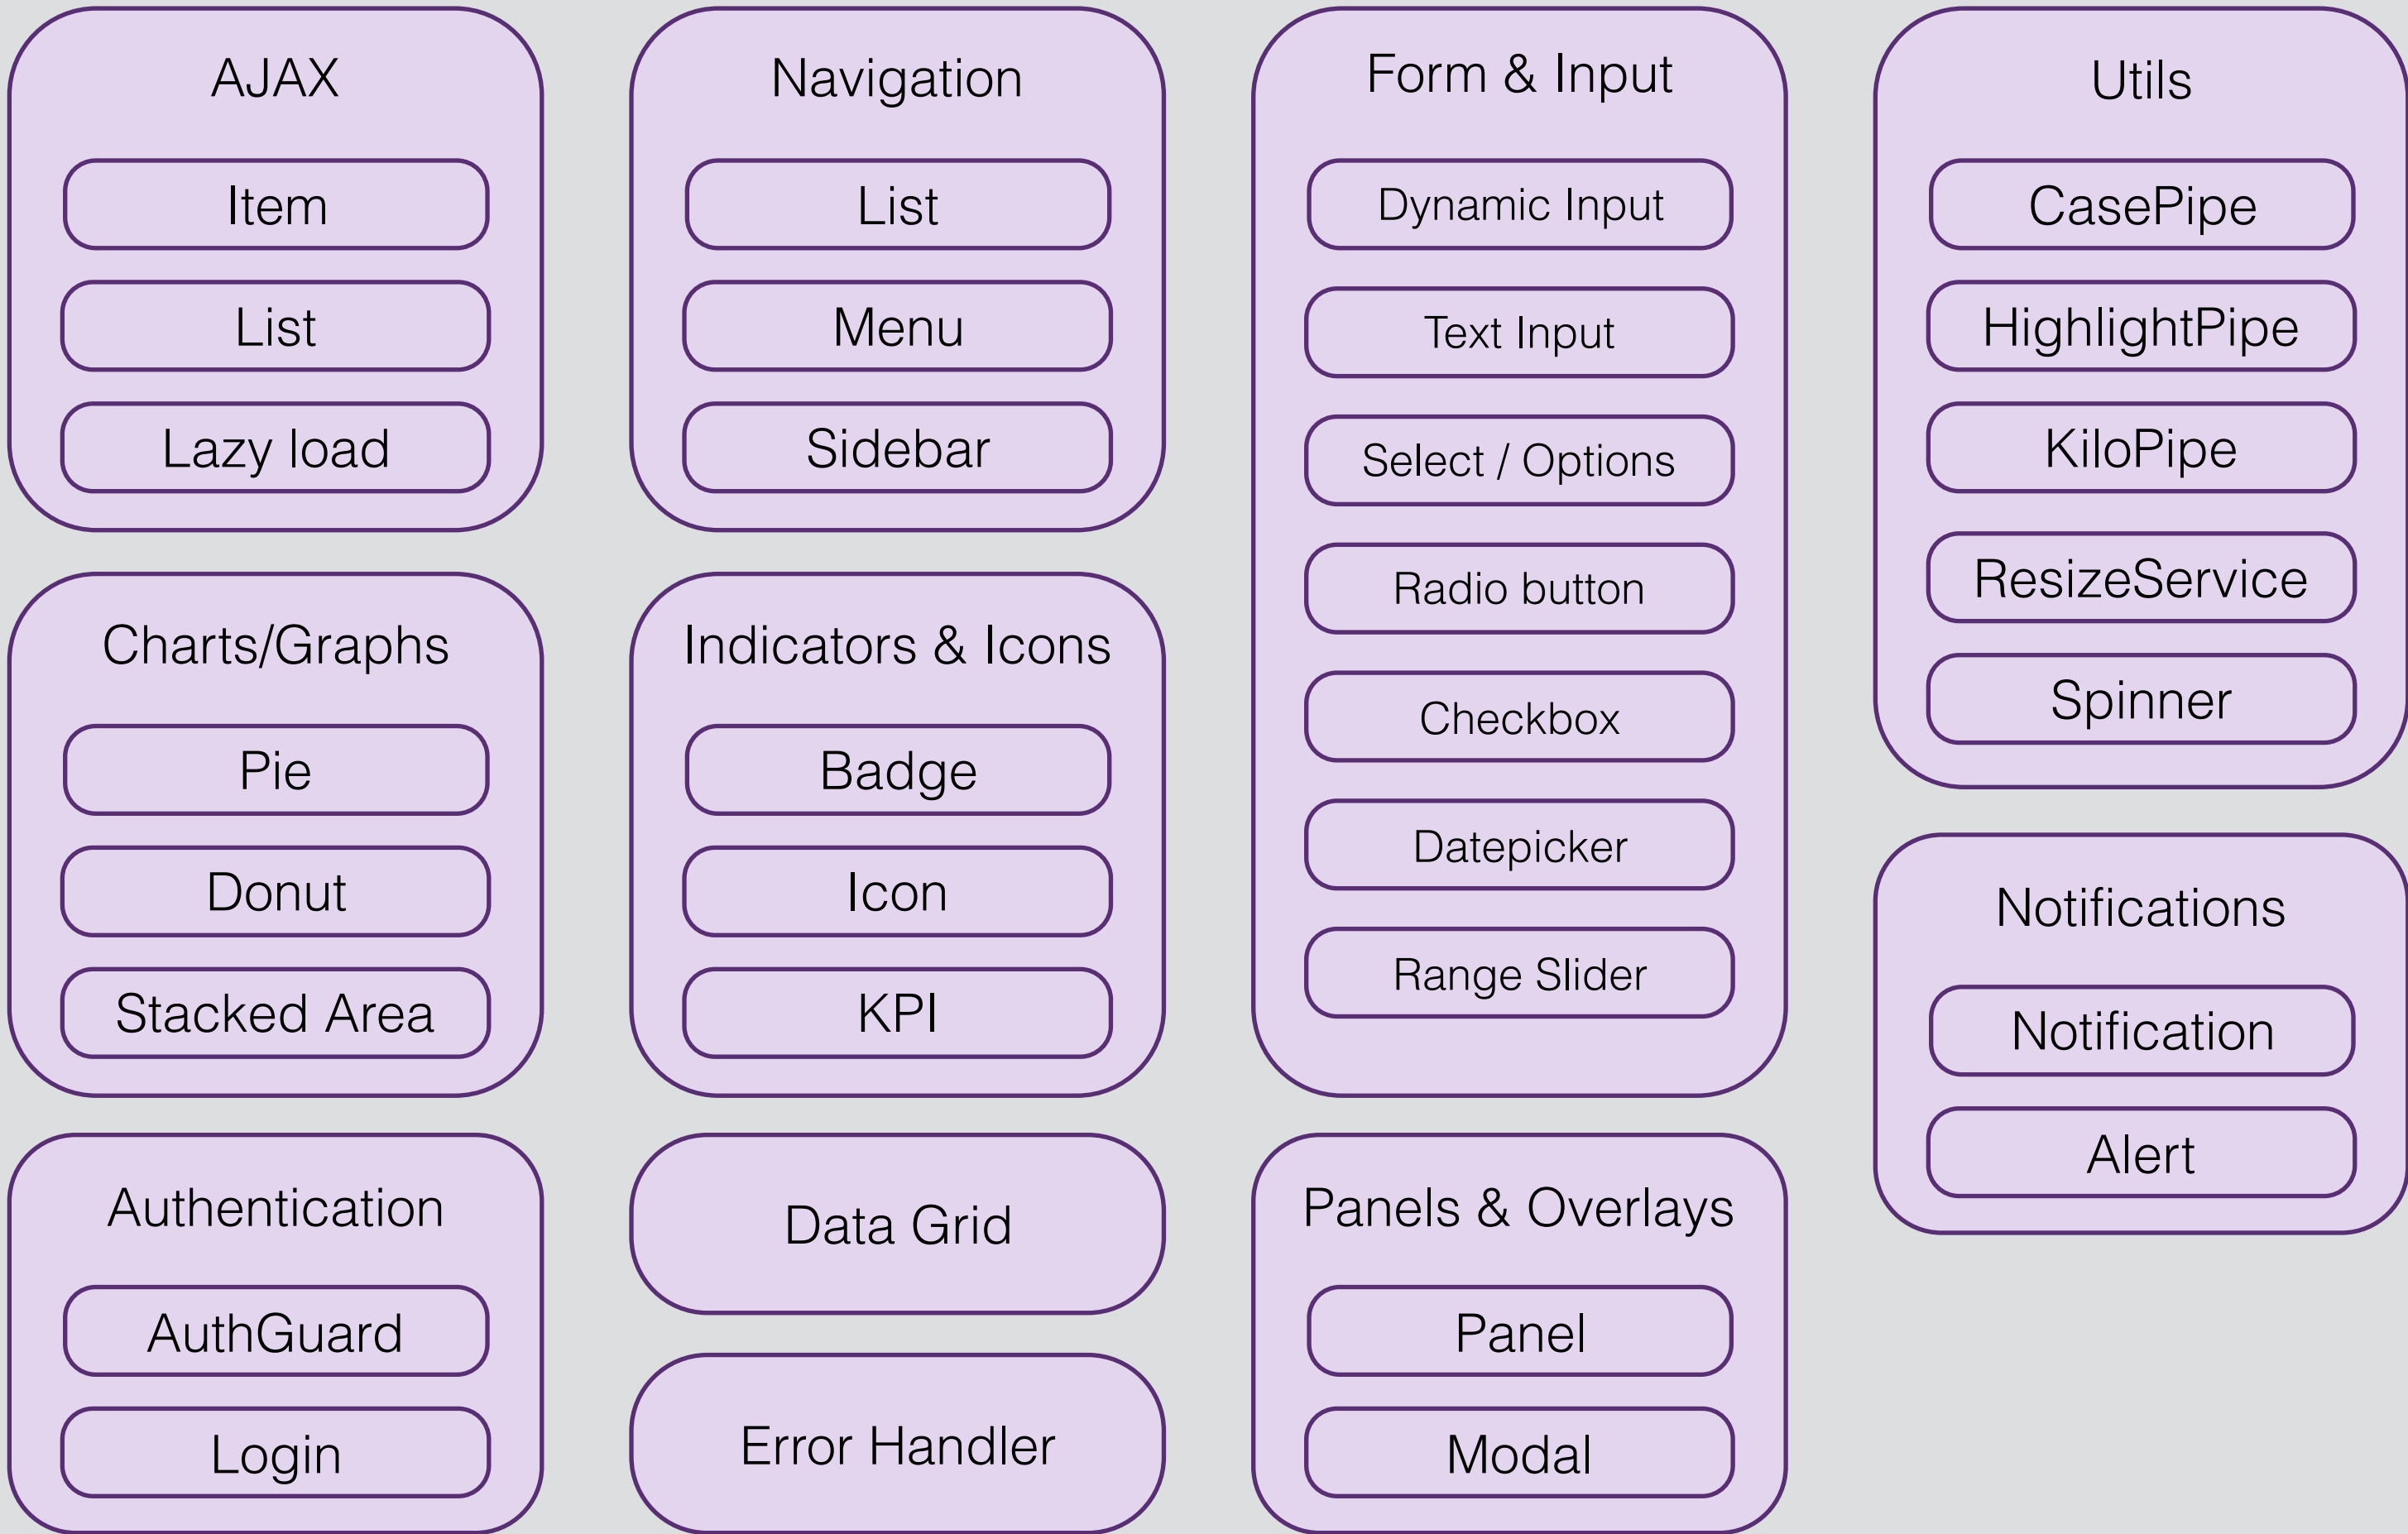 AJAX
Item
List
Lazy load
Charts/Graphs
Pie
Donut
Stacked Area
Authentication
AuthGuard
Login
Navigation
List
Menu
Sidebar
Indicators & Icons
Badge
Icon
KPI
Data Grid
Error Handler
Form & Input
Dynamic Input
Text Input
Select / Options
Radio button
Checkbox
Datepicker
Range Slider
Panels & Overlays
Panel
Modal
Utils
CasePipe
HighlightPipe
KiloPipe
ResizeService
Spinner
Notifications
Notification
Alert